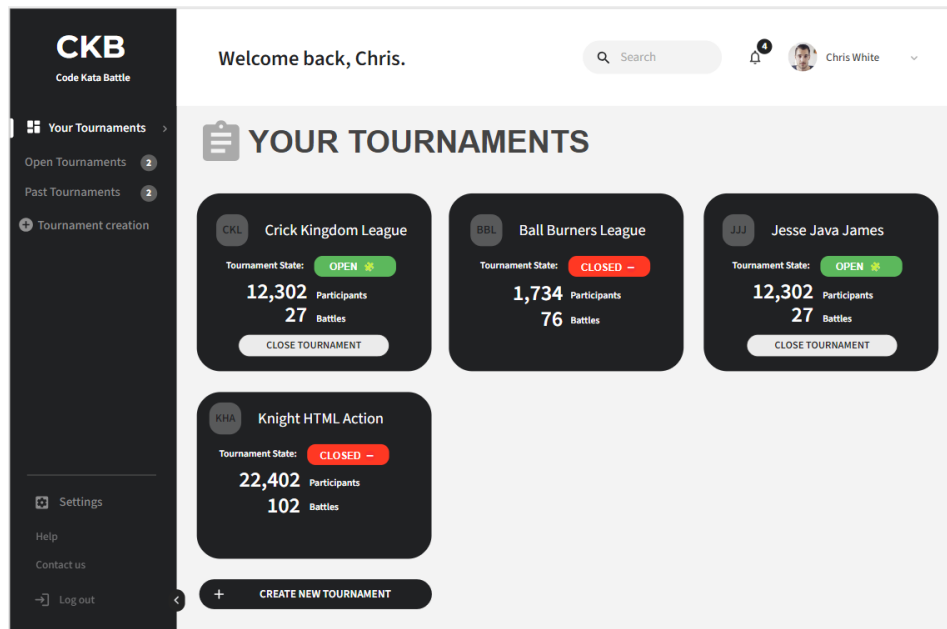 CKB
Code Kata Battle
Your Tournaments
Open Tournaments 2
Past Tournaments 2
Tournament creation
Settings
Help
Contact us
Log out
Welcome back, Chris.
Search
4
Chris White
YOUR TOURNAMENTS
CKL Crick Kingdom League
Tournament State: OPEN
12,302 Participants
27 Battles
CLOSE TOURNAMENT
BBL Ball Burners League
Tournament State: CLOSED –
1,734 Participants
76 Battles
JJJ Jesse Java James
Tournament State: OPEN
12,302 Participants
27 Battles
CLOSE TOURNAMENT
KHA Knight HTML Action
Tournament State: CLOSED –
22,402 Participants
102 Battles
+ CREATE NEW TOURNAMENT